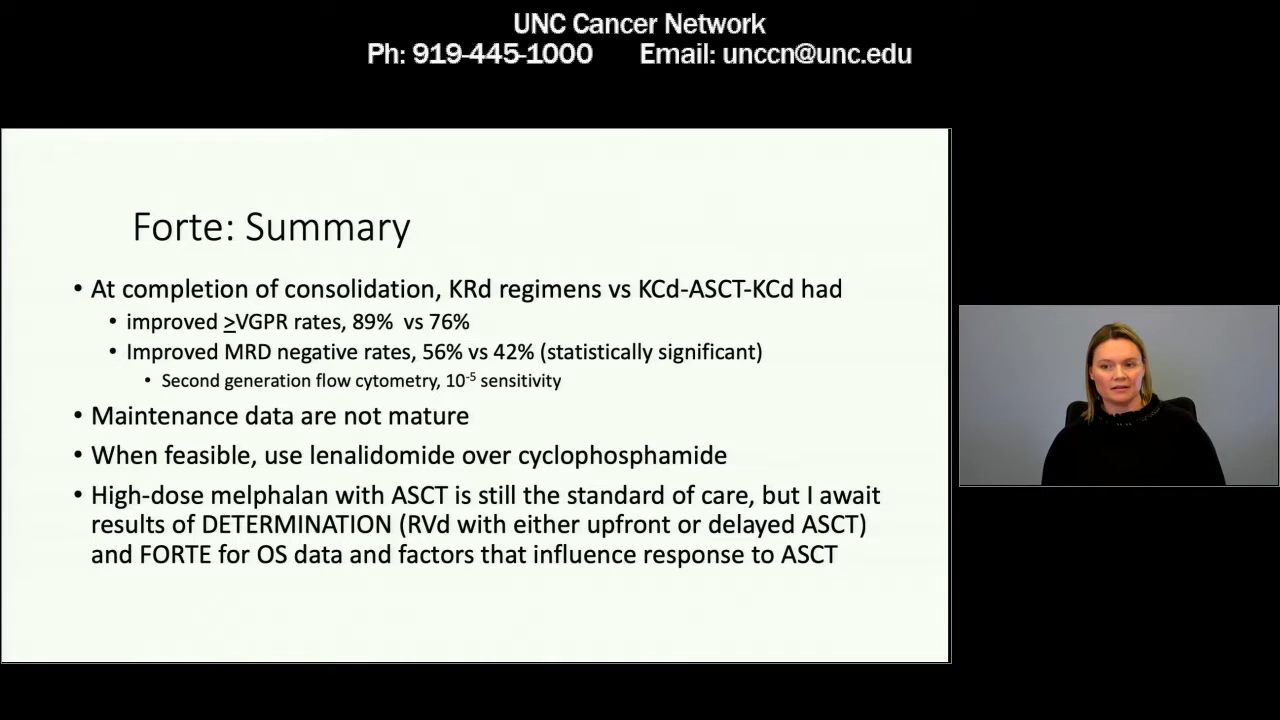 UNC Cancer Network
Ph: 919-445-1000 Email: unccn@unc.edu
Forte: Summary
• At completion of consolidation, KRd regimens vs KCd-ASCT-KCd had
• improved >VGPR rates, 89% vs 76%
• Improved MRD negative rates, 56% vs 42% (statistically significant)
• Second generation flow cytometry, 10-5 sensitivity
• Maintenance data are not mature
• When feasible, use lenalidomide over cyclophosphamide
• High-dose melphalan with ASCT is still the standard of care, but I await
results of DETERMINATION (RVd with either upfront or delayed ASCT)
and FORTE for OS data and factors that influence response to ASCT